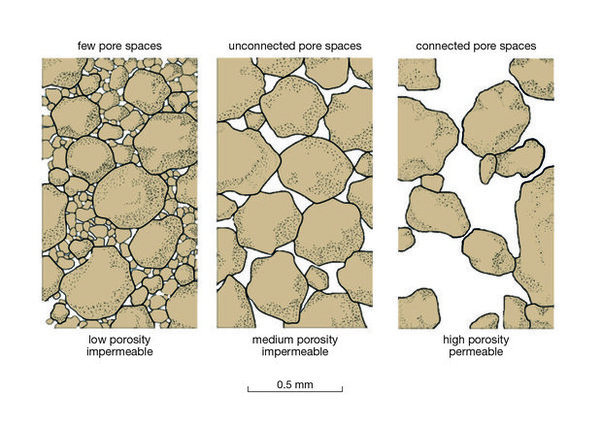 few pore spaces
unconnected pore spaces
connected pore spaces
low porosity
impermeable
medium porosity
impermeable
high porosity
permeable
0.5 mm